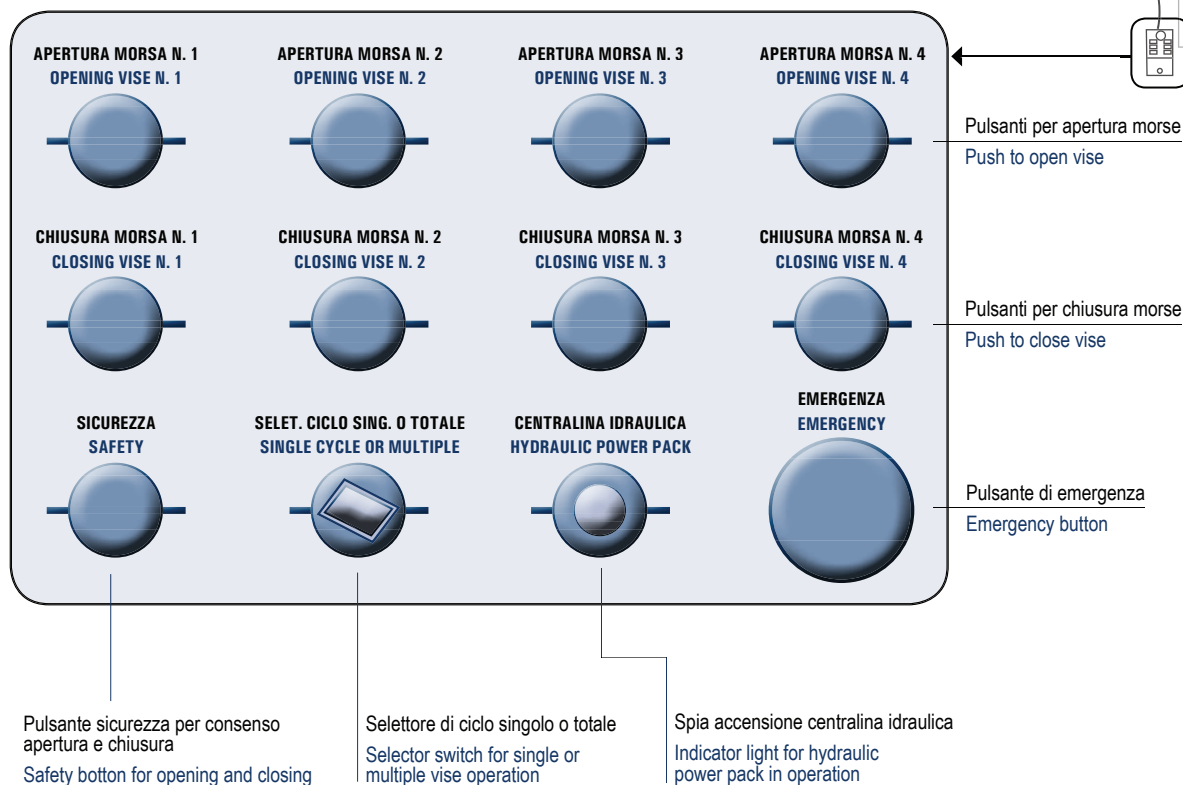 APERTURA MORSA N. 1
OPENING VISE N. 1
APERTURA MORSA N. 2
OPENING VISE N. 2
APERTURA MORSA N. 3
OPENING VISE N. 3
APERTURA MORSA N. 4
OPENING VISE N. 4
Pulsanti per apertura morse
Push to open vise
CHIUSURA MORSA N. 1
CLOSING VISE N. 1
CHIUSURA MORSA N. 2
CLOSING VISE N. 2
CHIUSURA MORSA N. 3
CLOSING VISE N. 3
CHIUSURA MORSA N. 4
CLOSING VISE N. 4
Pulsanti per chiusura morse
Push to close vise
SICUREZZA
SAFETY
SELET. CICLO SING. O TOTALE
SINGLE CYCLE OR MULTIPLE
CENTRALINA IDRAULICA
HYDRAULIC POWER PACK
EMERGENZA
EMERGENCY
Pulsante di emergenza
Emergency button
Pulsante sicurezza per consenso
apertura e chiusura
Safety botton for opening and closing
Selettore di ciclo singolo o totale
Selector switch for single or
multiple vise operation
Spia accensione centralina idraulica
Indicator light for hydraulic
power pack in operation